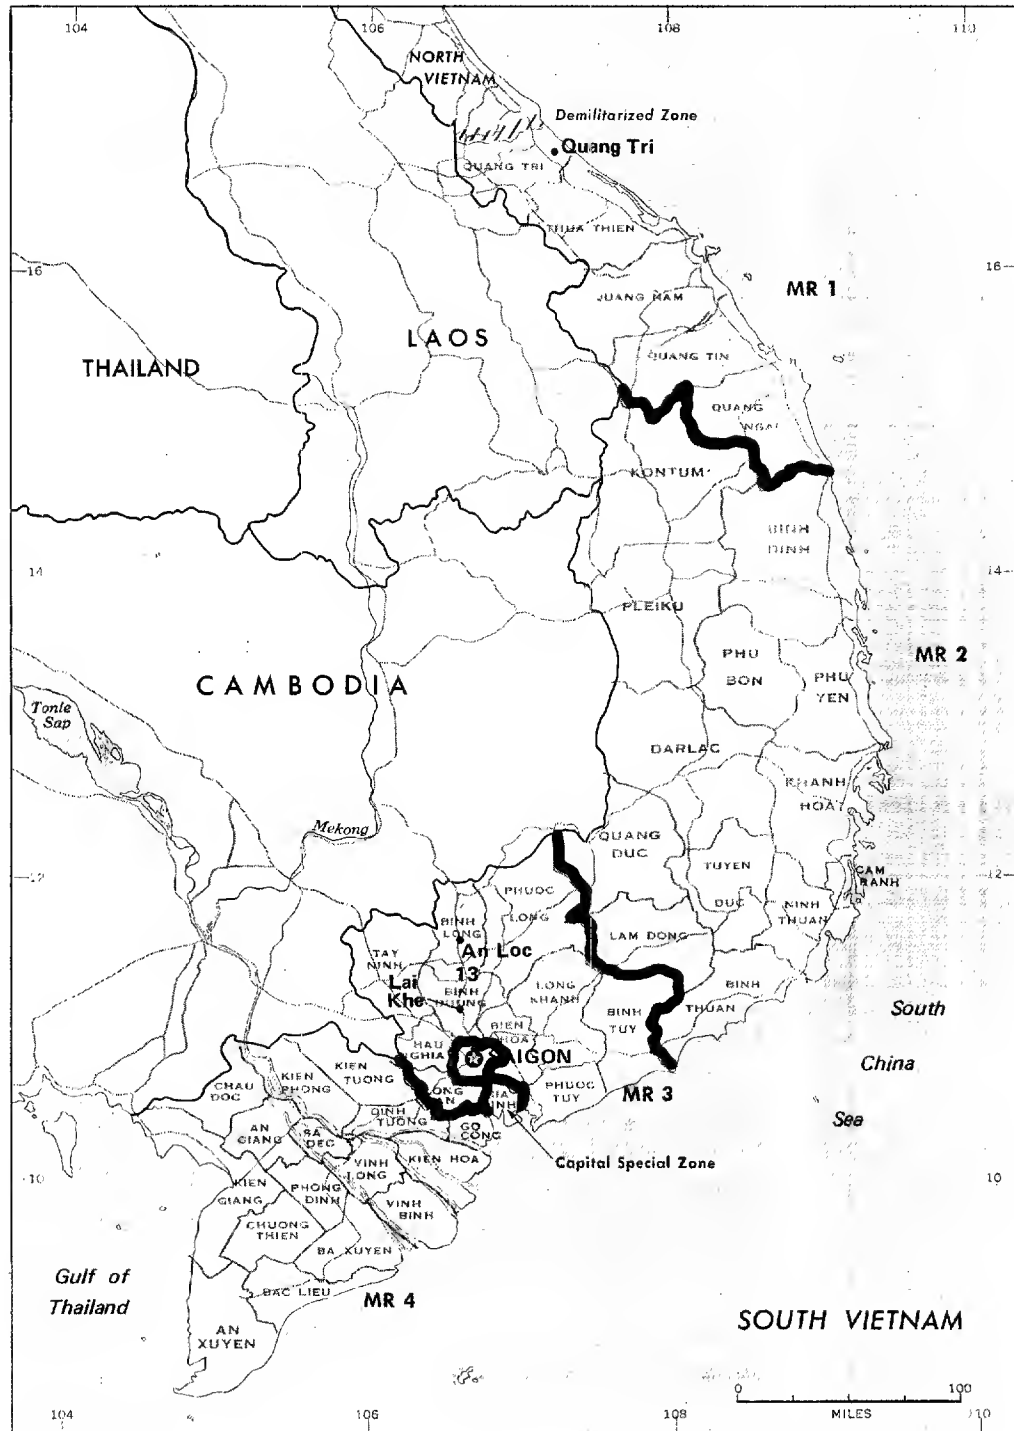 104
106
108
110
NORTH
VIETNAM
Demilitarized Zone
Quang Tri
QUANG TRI
THUA THIEN
16
16
MR 1
QUANG NAM
LAOS
THAILAND
QUANG TIN
QUANG
NGAI
KONTUM
BINH
DINH
14
14
PLEIKU
PHU
BON
MR 2
PHU
YEN
CAMBODIA
Tonle
Sap
DARLAC
KHANH
HOA
Mekong
QUANG
DUC
TUYEN
DUC
CAM
RANH
12
12
PHUOC
LONG
NINH
THUAN
BINH
LONG
An Loc
LAM DONG
TAY
NINH
13
Lai
Khe
BINH
DUONG
LONG
KHANH
BINH
THUAN
BINH
TUY
BIEN
HOA
HAU
NGHIA
SAIGON
South
China
Sea
KIEN
TUONG
KIEN
PHONG
CHAU
DOC
LONG
AN
GIA
DINH
PHUOC
TUY
MR 3
DINH
TUONG
GO
CONG
AN
GIANG
SA
DEC
VINH
LONG
KIEN HOA
Capital Special Zone
10
10
KIEN
GIANG
PHONG
DINH
VINH
BINH
CHUONG
THIEN
BA XUYEN
Gulf of
Thailand
BAC LIEU
MR 4
AN
XUYEN
SOUTH VIETNAM
0
100
MILES
104
106
108
110